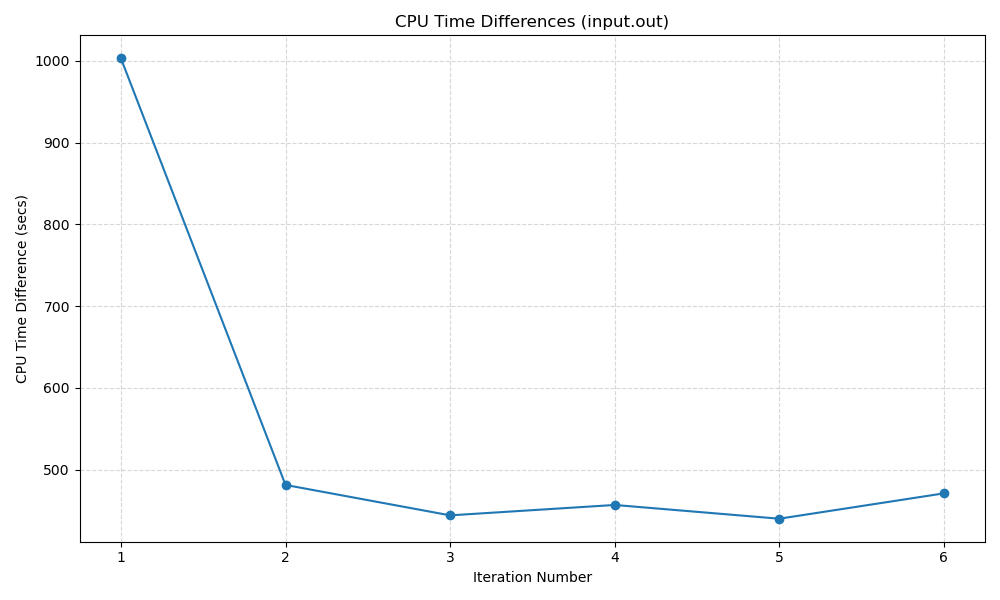 CPU Time Differences (input.out)
CPU Time Difference (secs)
1000
900
800
700
600
500
1 2 3 4 5 6
Iteration Number